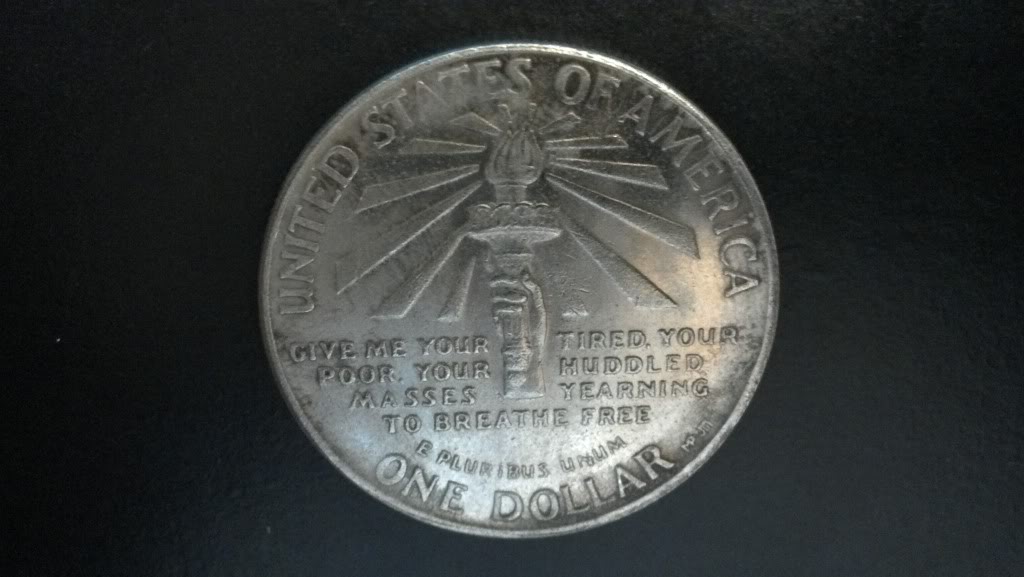 UNITED STATES OF AMERICA
GIVE ME YOUR TIRED, YOUR
POOR, YOUR HUDDLED
MASSES YEARNING
TO BREATHE FREE
E PLURIBUS UNUM
ONE DOLLAR